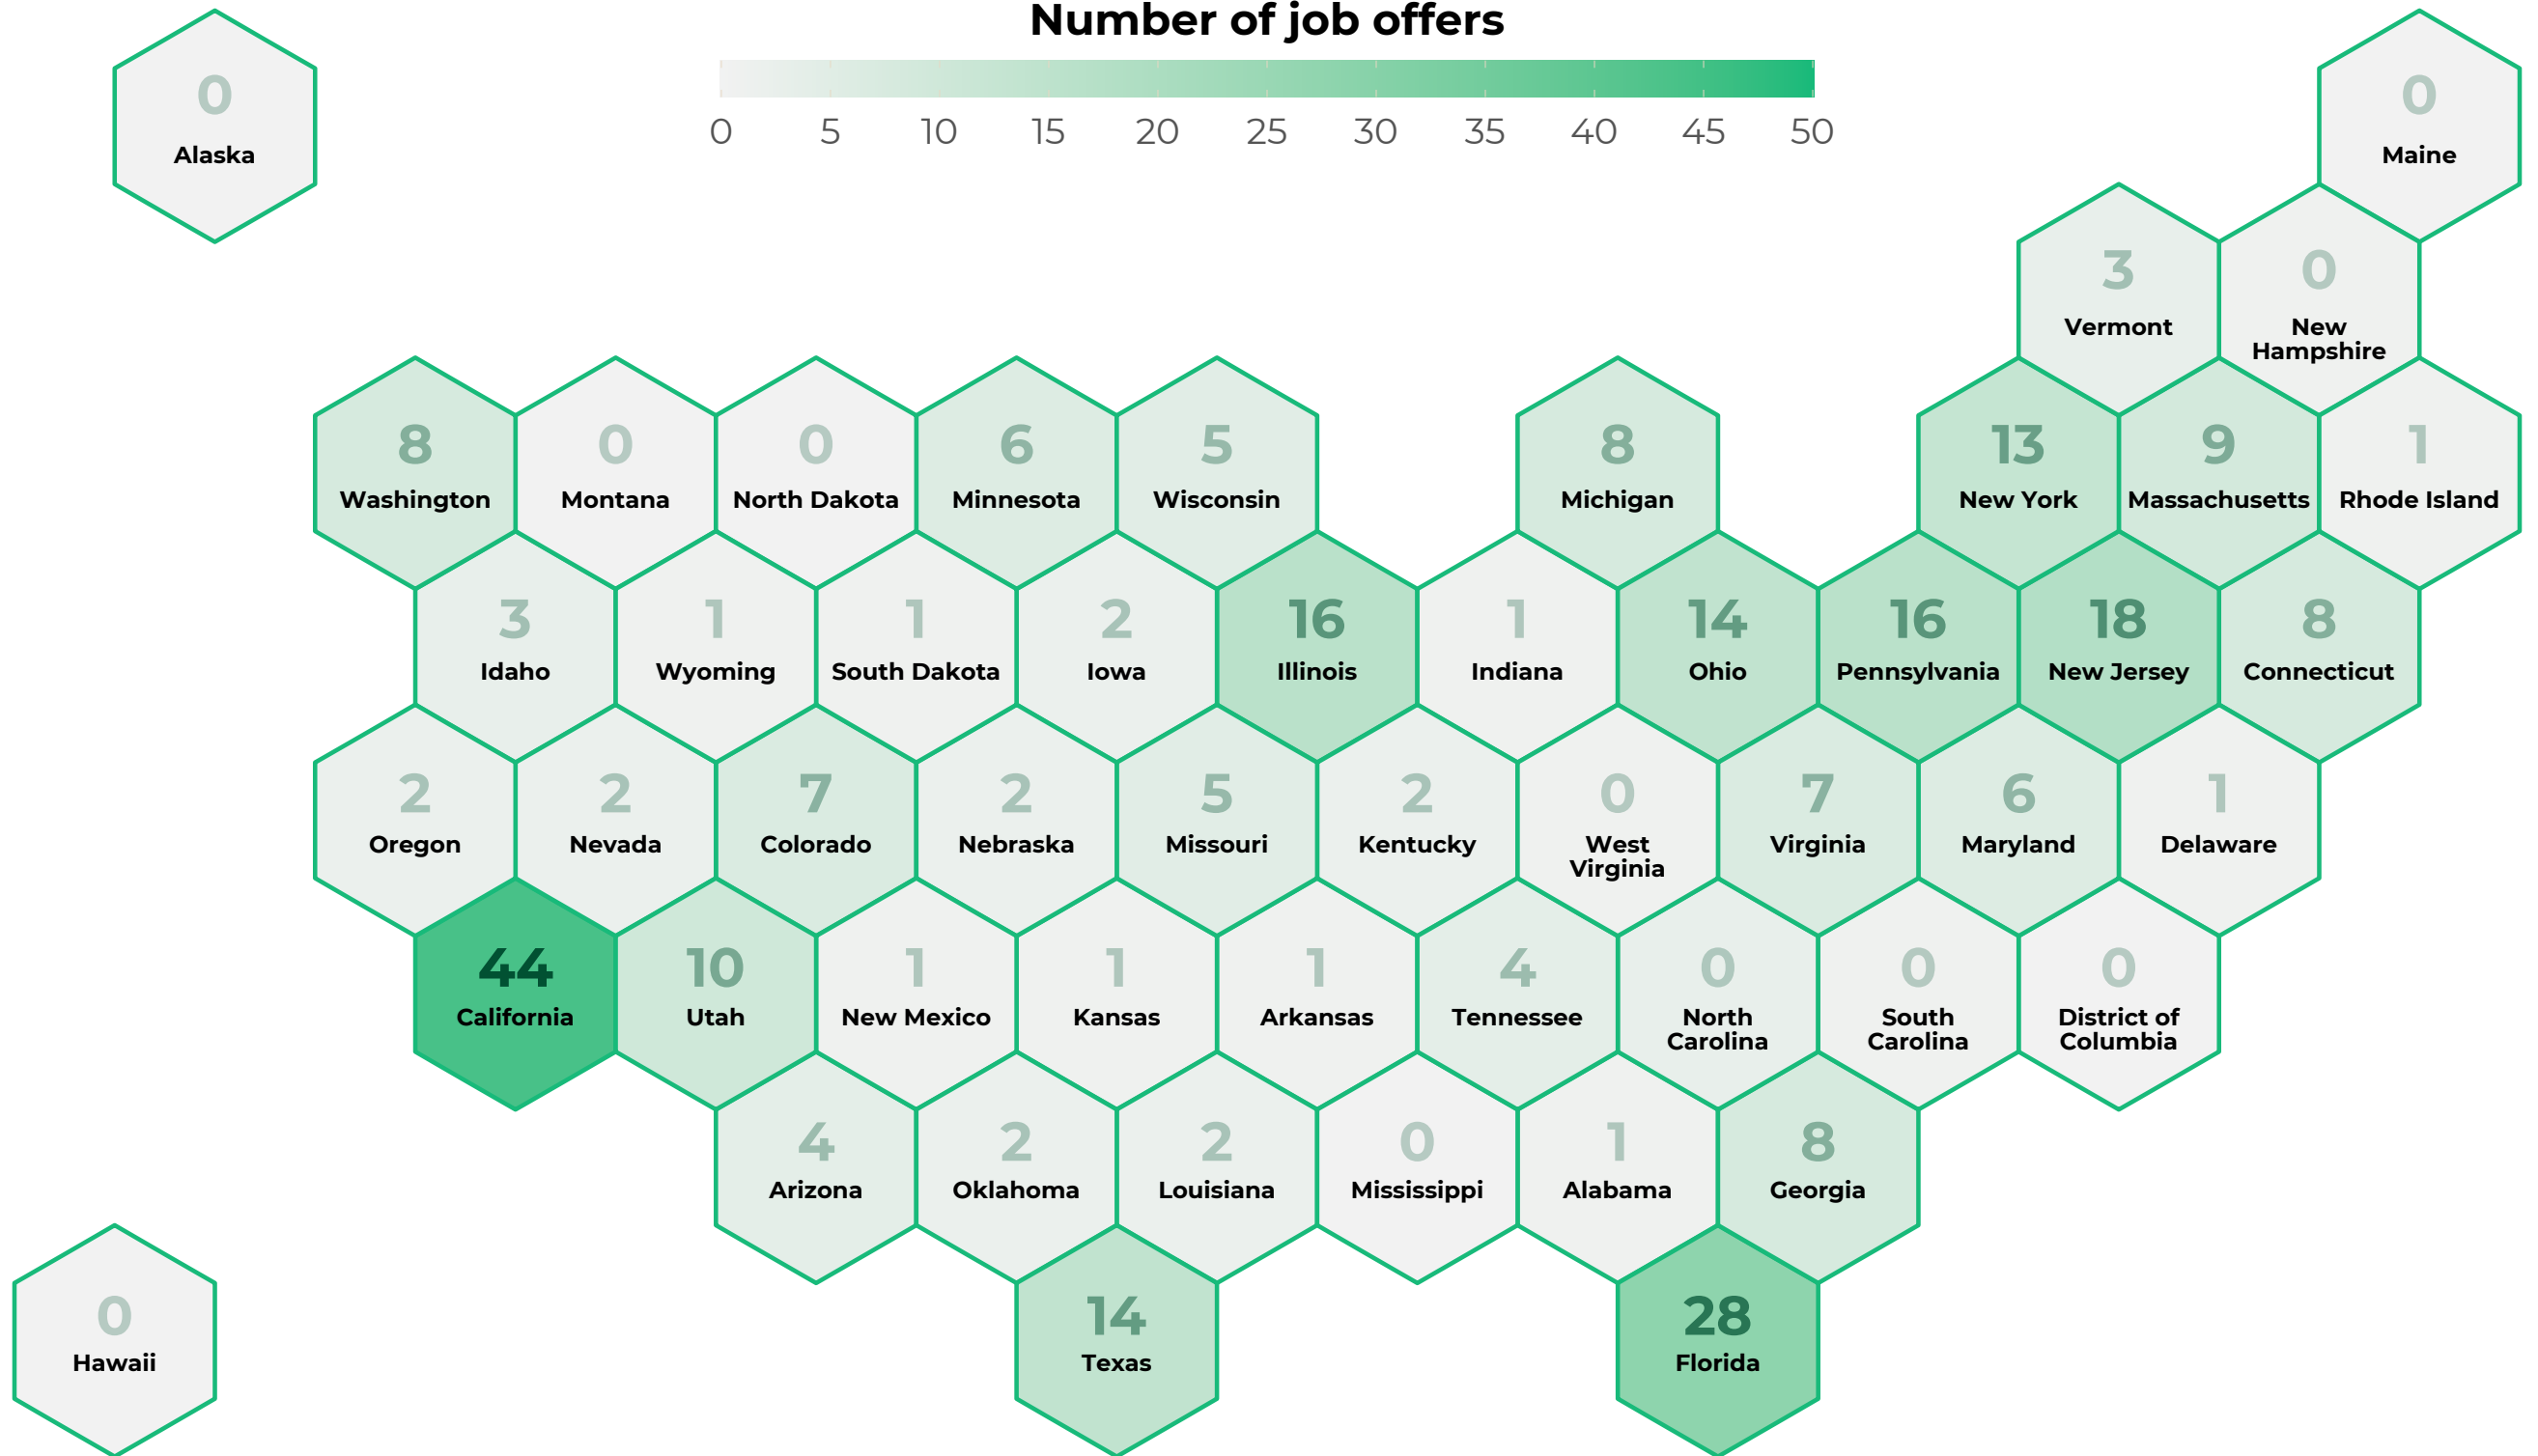 Number of job offers
0 5 10 15 20 25 30 35 40 45 50
0
Alaska
0
Maine
3
Vermont
0
New
Hampshire
8
Washington
0
Montana
0
North Dakota
6
Minnesota
5
Wisconsin
8
Michigan
13
New York
9
Massachusetts
1
Rhode Island
3
Idaho
1
Wyoming
1
South Dakota
2
Iowa
16
Illinois
1
Indiana
14
Ohio
16
Pennsylvania
18
New Jersey
8
Connecticut
2
Oregon
2
Nevada
7
Colorado
2
Nebraska
5
Missouri
2
Kentucky
0
West
Virginia
7
Virginia
6
Maryland
1
Delaware
44
California
10
Utah
1
New Mexico
1
Kansas
1
Arkansas
4
Tennessee
0
North
Carolina
0
South
Carolina
0
District of
Columbia
4
Arizona
2
Oklahoma
2
Louisiana
0
Mississippi
1
Alabama
8
Georgia
0
Hawaii
14
Texas
28
Florida